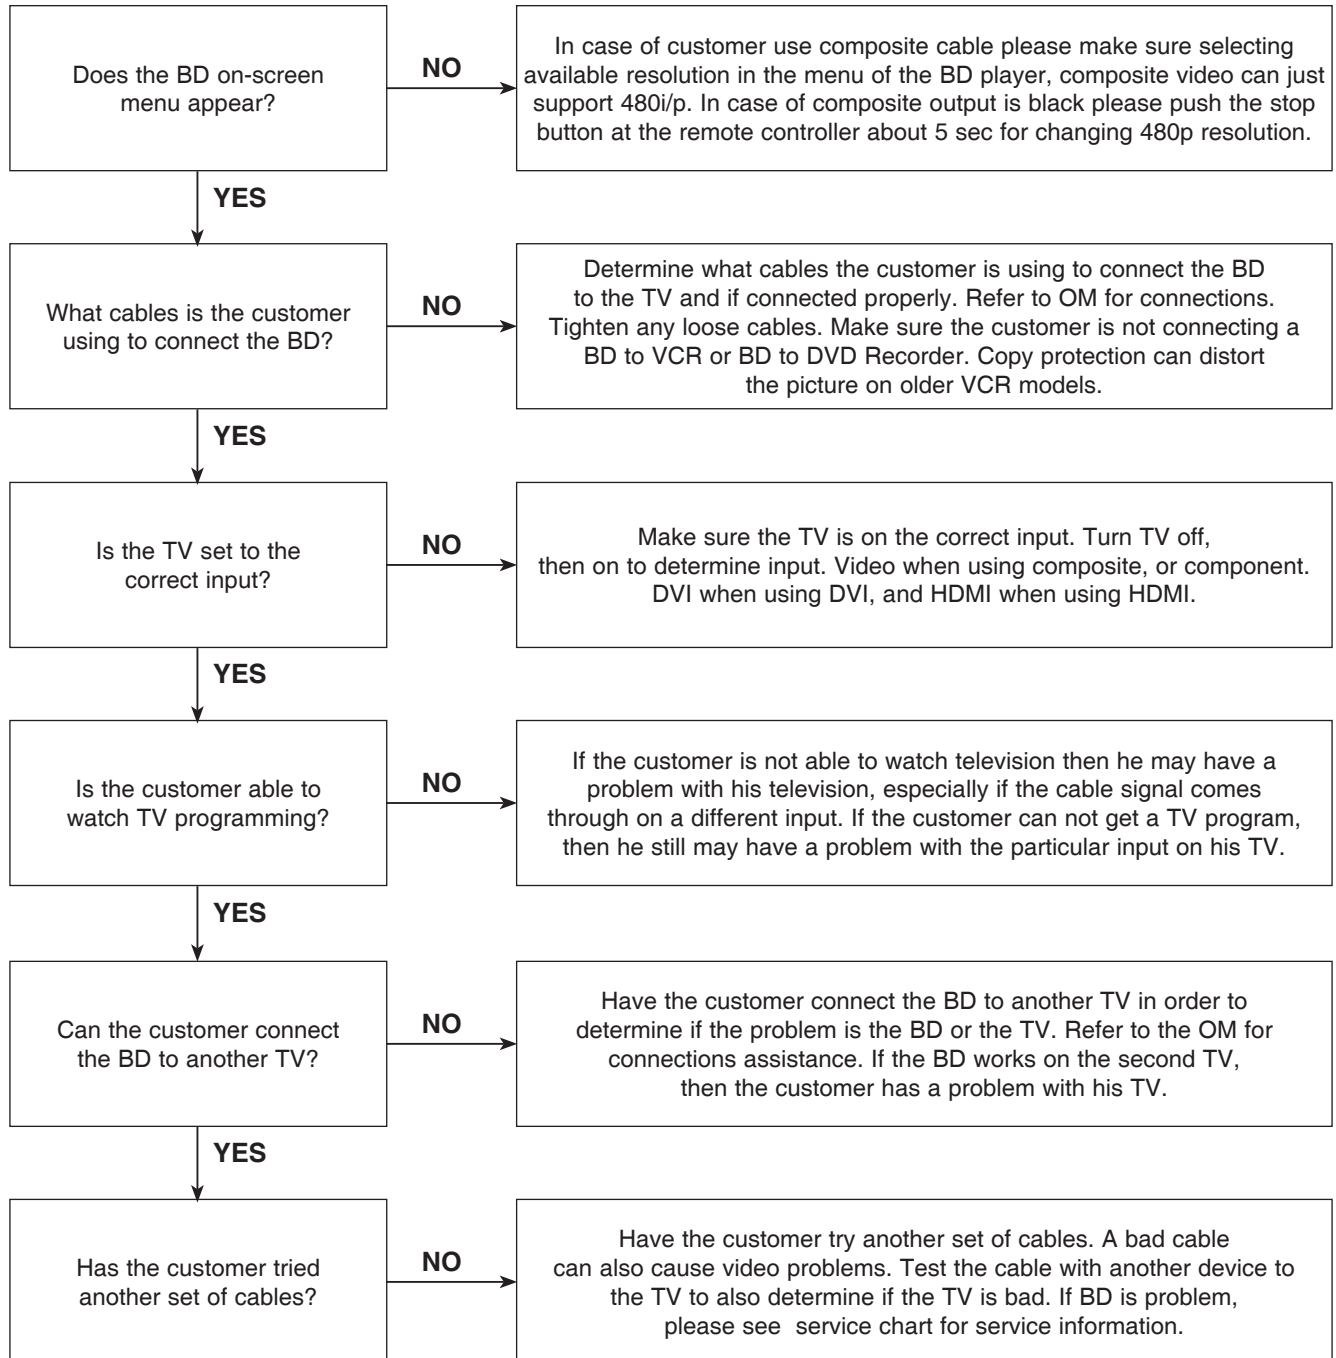 Does the BD on-screen
menu appear?
NO
In case of customer use composite cable please make sure selecting
available resolution in the menu of the BD player, composite video can just
support 480i/p. In case of composite output is black please push the stop
button at the remote controller about 5 sec for changing 480p resolution.
YES
What cables is the customer
using to connect the BD?
NO
Determine what cables the customer is using to connect the BD
to the TV and if connected properly. Refer to OM for connections.
Tighten any loose cables. Make sure the customer is not connecting a
BD to VCR or BD to DVD Recorder. Copy protection can distort
the picture on older VCR models.
YES
Is the TV set to the
correct input?
NO
Make sure the TV is on the correct input. Turn TV off,
then on to determine input. Video when using composite, or component.
DVI when using DVI, and HDMI when using HDMI.
YES
Is the customer able to
watch TV programming?
NO
If the customer is not able to watch television then he may have a
problem with his television, especially if the cable signal comes
through on a different input. If the customer can not get a TV program,
then he still may have a problem with the particular input on his TV.
YES
Can the customer connect
the BD to another TV?
NO
Have the customer connect the BD to another TV in order to
determine if the problem is the BD or the TV. Refer to the OM for
connections assistance. If the BD works on the second TV,
then the customer has a problem with his TV.
YES
Has the customer tried
another set of cables?
NO
Have the customer try another set of cables. A bad cable
can also cause video problems. Test the cable with another device to
the TV to also determine if the TV is bad. If BD is problem,
please see  service chart for service information.